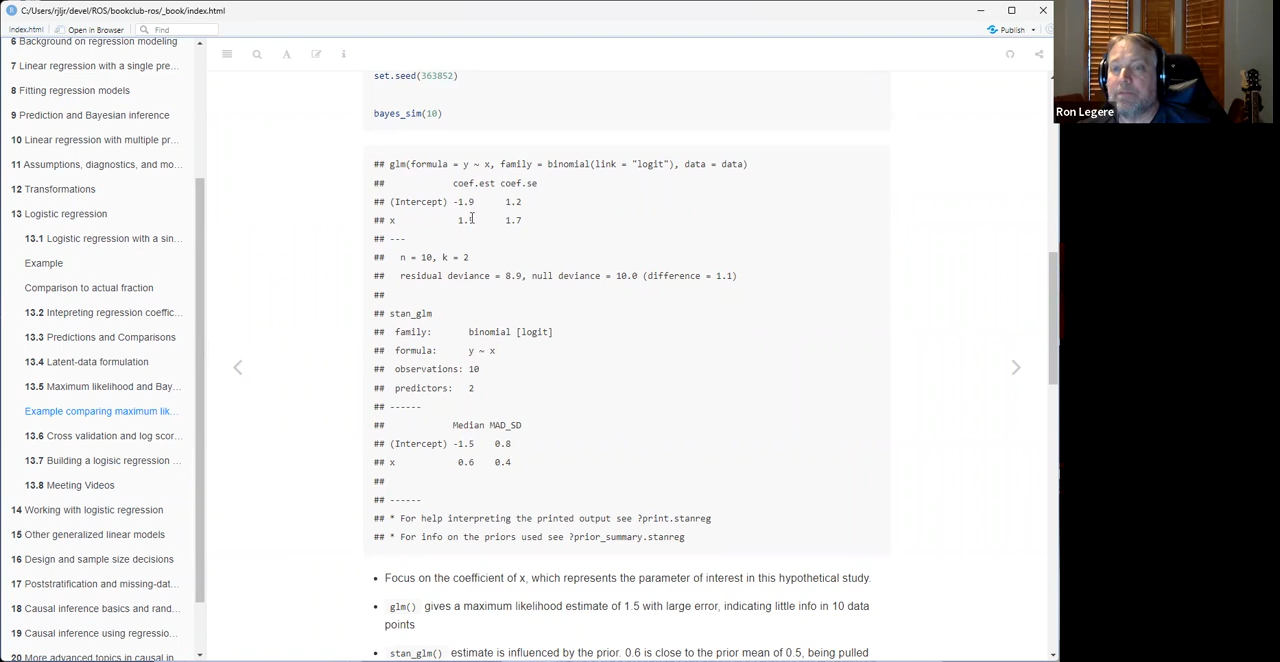 C:/Users/rjljr/devel/ROS/bookclub-ros/_book/index.html
index.html Open in Browser Find Publish
6 Background on regression modeling
7 Linear regression with a single pre...
8 Fitting regression models
9 Prediction and Bayesian inference
10 Linear regression with multiple pr...
11 Assumptions, diagnostics, and mo...
12 Transformations
13 Logistic regression
13.1 Logistic regression with a sin...
Example
Comparison to actual fraction
13.2 Intepreting regression coeffic...
13.3 Predictions and Comparisons
13.4 Latent-data formulation
13.5 Maximum likelihood and Bay...
Example comparing maximum lik...
13.6 Cross validation and log scor...
13.7 Building a logisic regression ...
13.8 Meeting Videos
14 Working with logistic regression
15 Other generalized linear models
16 Design and sample size decisions
17 Poststratification and missing-dat...
18 Causal inference basics and rand...
19 Causal inference using regressio...
20 More advanced topics in causal in
set.seed(363852)
bayes_sim(10)
## glm(formula = y ~ x, family = binomial(link = "logit"), data = data)
## coef.est coef.se
## (Intercept) -1.9 1.2
## x 1.7
## ---
## n = 10, k = 2
## residual deviance = 8.9, null deviance = 10.0 (difference = 1.1)
##
## stan_glm
## family: binomial [logit]
## formula: y ~ x
## observations: 10
## predictors: 2
## ------
## Median MAD_SD
## (Intercept) -1.5 0.8
## x 0.6 0.4
##
## ------
## * For help interpreting the printed output see ?print.stanreg
## * For info on the priors used see ?prior_summary.stanreg
• Focus on the coefficient of x, which represents the parameter of interest in this hypothetical study.
• glm() gives a maximum likelihood estimate of 1.5 with large error, indicating little info in 10 data
points
• stan_glm() estimate is influenced by the prior. 0.6 is close to the prior mean of 0.5, being pulled
Ron Legere